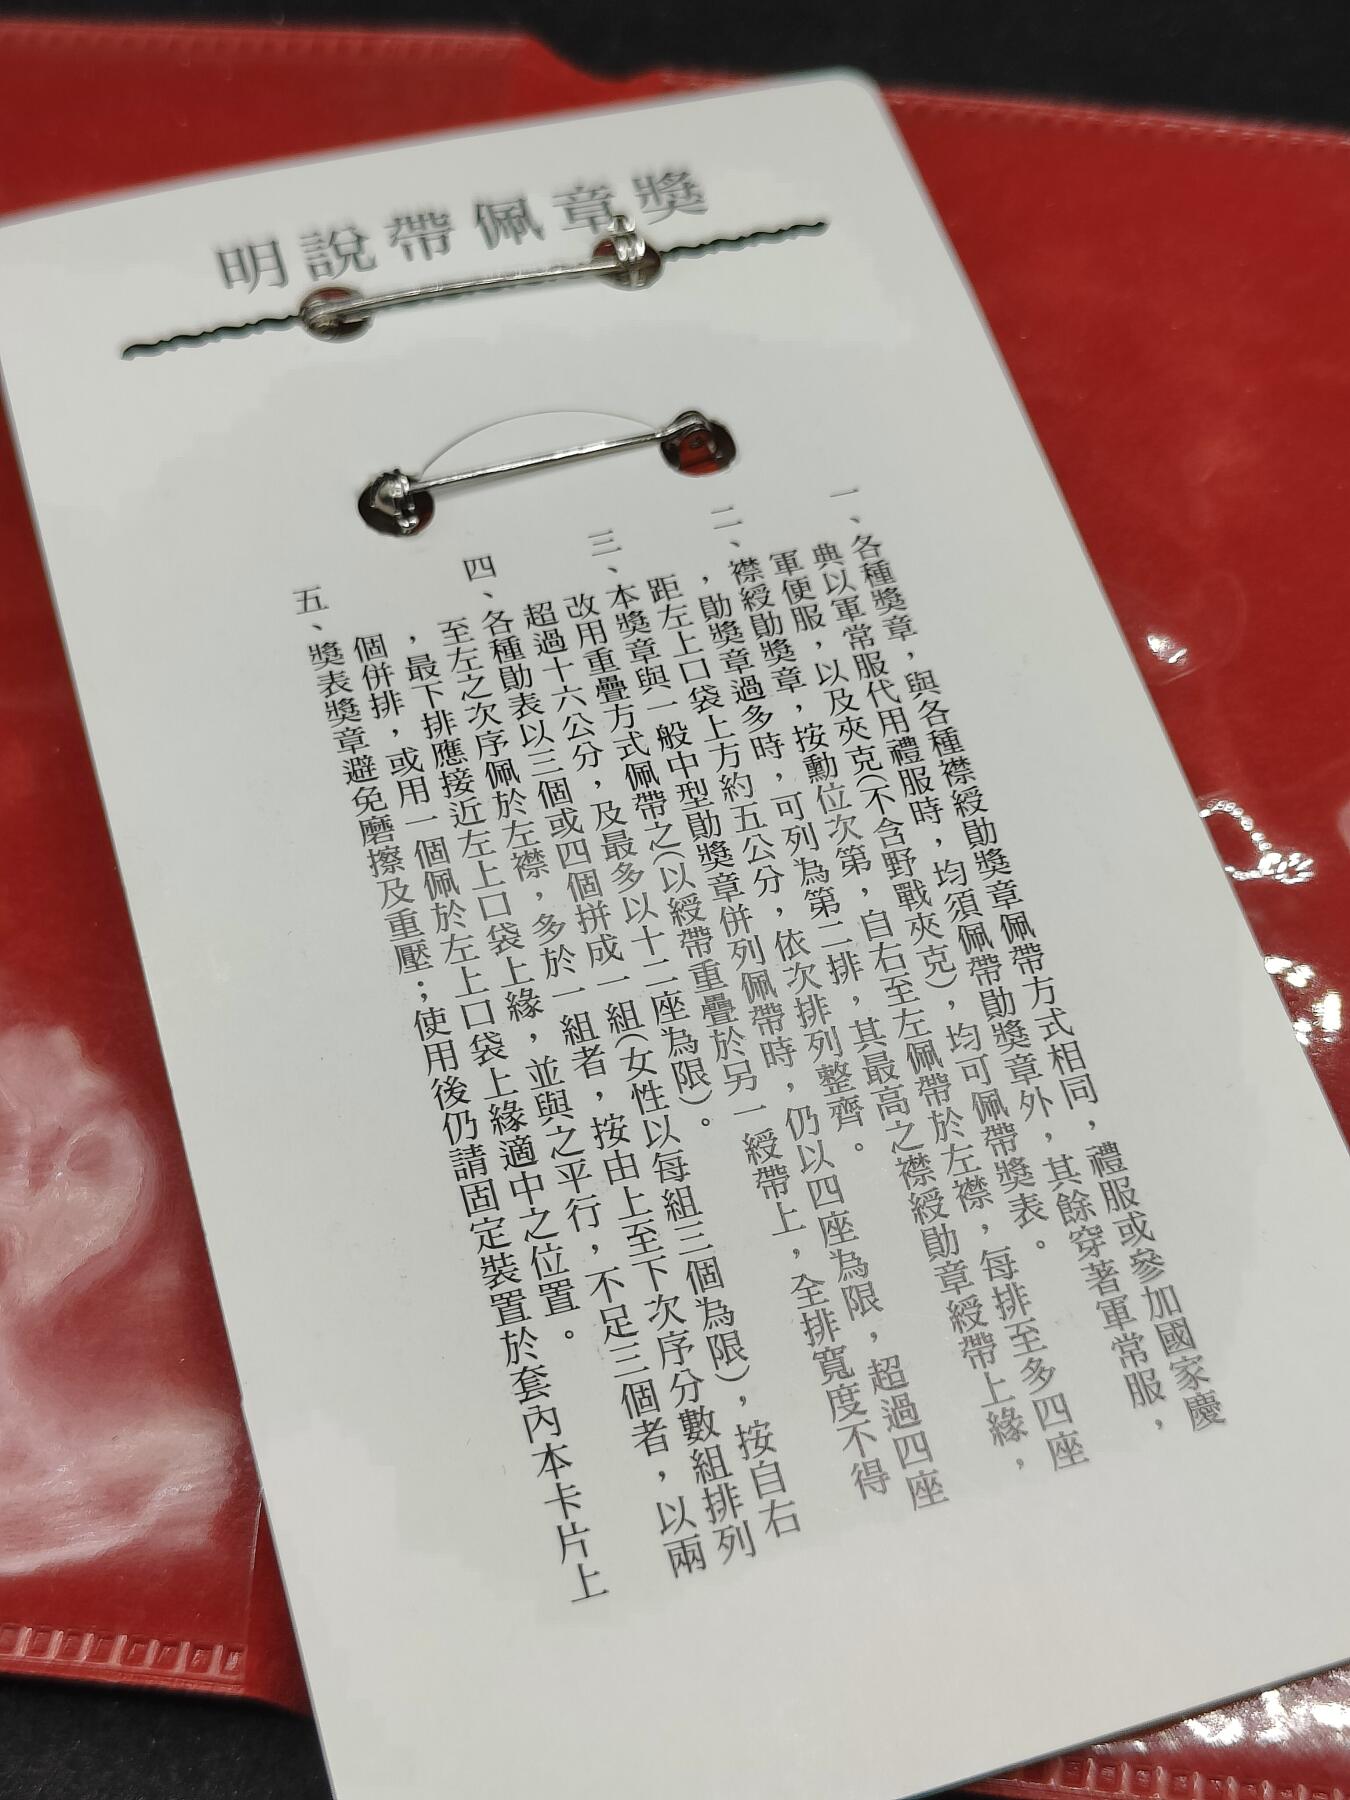 獎章佩帶說明
一、各種獎章，與各種襟綬勛獎章佩帶方式相同，禮服或參加國家慶
典以軍常服代用禮服時，均須佩帶勛獎章外，其餘穿著軍常服，
軍便服，以及夾克(不含野戰夾克)，均可佩帶獎表。
二、襟綬勛獎章，按勳位次第，自右至左佩帶於左襟，每排至多四座
，勛獎章過多時，可列為第二排，其最高之襟綬勛章綬帶上緣，
距左上口袋上方約五公分，依次排列整齊。
三、本獎章與一般中型勛獎章併列佩帶時，仍以四座為限，超過四座
改用重疊方式佩帶之(以綬帶重疊於另一綬帶上，全排寬度不得
超過十六公分，及最多以十二座為限)。
四、各種勛表以三個或四個拼成一組(女性以每組三個為限)，按自右
至左之次序佩於左襟，多於一組者，按由上至下次序分數組排列
，最下排應接近左上口袋上緣，並與之平行，不足三個者，以兩
個併排，或用一個佩於左上口袋上緣適中之位置。
五、獎表獎章避免磨擦及重壓；使用後仍請固定裝置於套內本卡片上